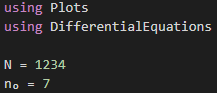 using Plots
using DifferentialEquations
N = 1234
n₀ = 7